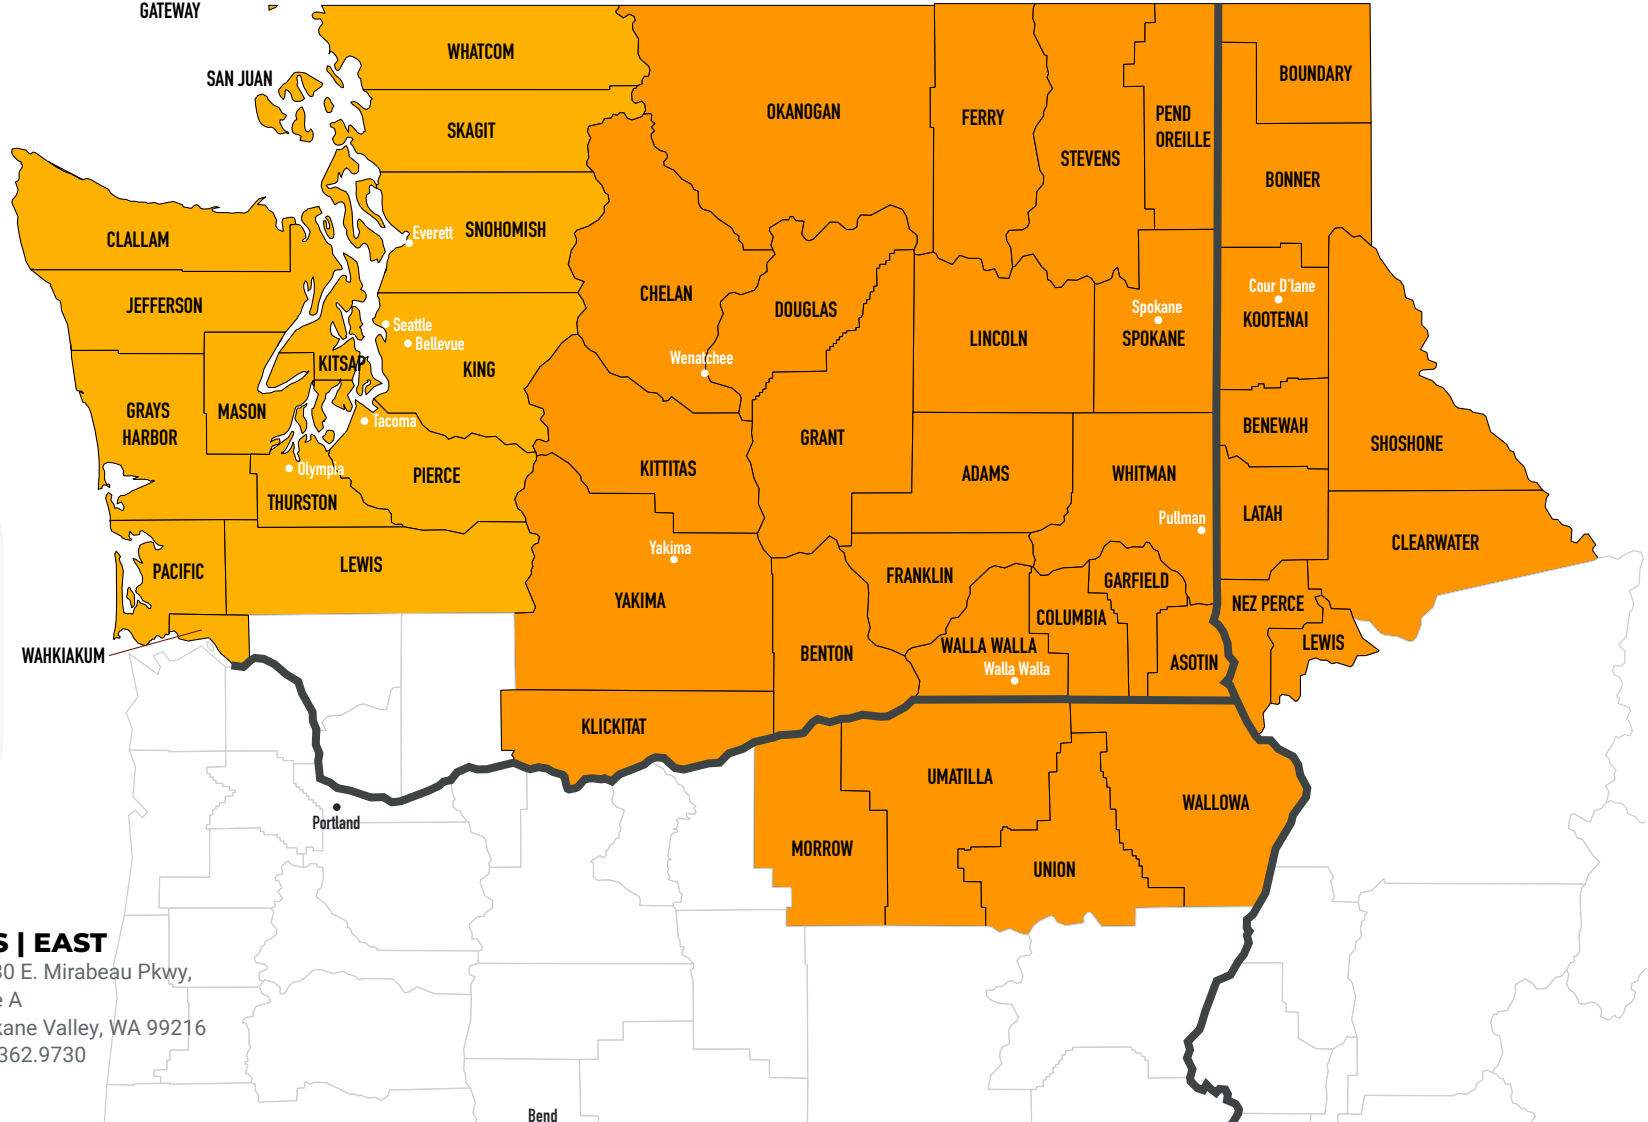 GATEWAY
WHATCOM
SAN JUAN
SKAGIT
OKANOGAN
FERRY
STEVENS
PEND
OREILLE
BOUNDARY
BONNER
CLALLAM
Everett
SNOHOMISH
JEFFERSON
CHELAN
DOUGLAS
LINCOLN
Spokane
SPOKANE
Cour D'lane
KOOTENAI
Seattle
Bellevue
KITSAP
KING
Wenatchee
GRAYS
HARBOR
MASON
Tacoma
GRANT
BENEWAH
SHOSHONE
Olympia
THURSTON
PIERCE
KITTITAS
ADAMS
WHITMAN
Pullman
LATAH
CLEARWATER
PACIFIC
LEWIS
Yakima
YAKIMA
FRANKLIN
GARFIELD
COLUMBIA
NEZ PERCE
LEWIS
WAHKIAKUM
BENTON
WALLA WALLA
Walla Walla
ASOTIN
KLICKITAT
UMATILLA
WALLOWA
Portland
MORROW
UNION
S | EAST
30 E. Mirabeau Pkwy,
e A
kane Valley, WA 99216
362.9730
Bend